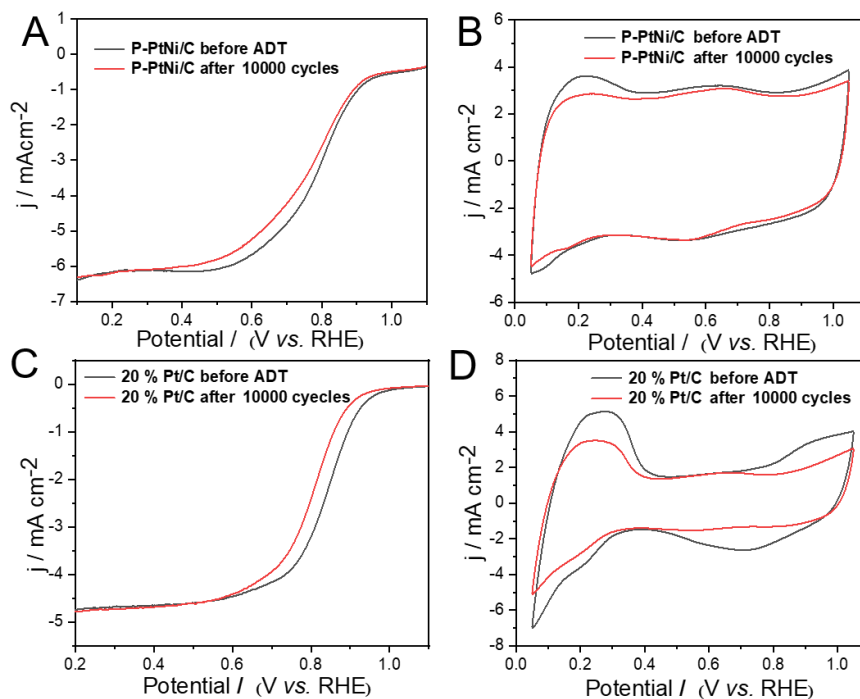 A
P-PtNi/C before ADT
P-PtNi/C after 10000 cycles
j / mAcm-2
1
0
-1
-2
-3
-4
-5
-6
-7
0.2 0.4 0.6 0.8 1.0
Potential / (V vs. RHE)
B
P-PtNi/C before ADT
P-PtNi/C after 10000 cycles
j / mA cm-2
6
4
2
0
-2
-4
-6
0.0 0.2 0.4 0.6 0.8 1.0
Potential / (V vs. RHE)
C
20 % Pt/C before ADT
20 % Pt/C after 10000 cyecles
j / mA cm-2
0
-1
-2
-3
-4
-5
0.2 0.4 0.6 0.8 1.0
Potential / (V vs. RHE)
D
20 % Pt/C before ADT
20 % Pt/C after 10000 cycles
j / mA cm-2
8
6
4
2
0
-2
-4
-6
-8
0.0 0.2 0.4 0.6 0.8 1.0
Potential / (V vs. RHE)